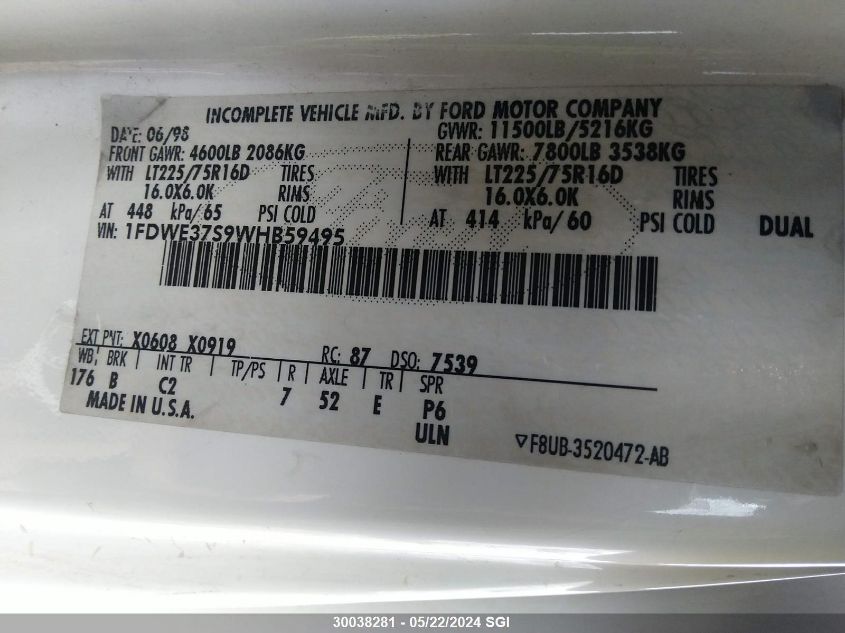 INCOMPLETE VEHICLE MFD. BY FORD MOTOR COMPANY
DATE: 06/98 GVWR: 11500LB/5216KG
FRONT GAWR: 4600LB 2086KG REAR GAWR: 7800LB 3538KG
WITH LT225/75R16D TIRES WITH LT225/75R16D TIRES
16.0X6.0K RIMS 16.0X6.0K RIMS
AT 448 kPa/65 PSI COLD AT 414 kPa/60 PSI COLD DUAL
VIN: 1FDWE37S9WHB59495
EXT PNT: X0608 X0919 RC: 87 DSO: 7539
WB BRK INT TR TP/PS R AXLE TR SPR
176 B C2 7 52 E P6
MADE IN U.S.A. ULN
F8UB-3520472-AB
30038281 - 05/22/2024 SGI